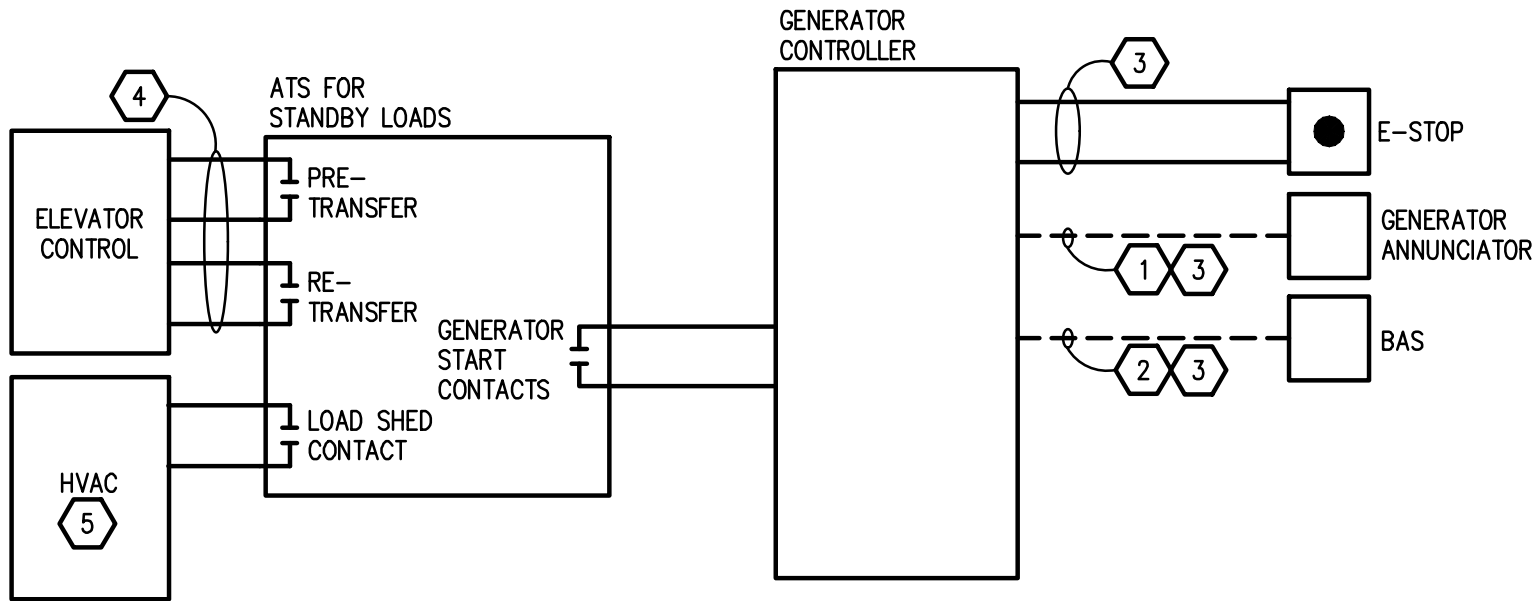 GENERATOR
CONTROLLER
3
ATS FOR
STANDBY LOADS
4
E-STOP
PRE-
TRANSFER
ELEVATOR
CONTROL
GENERATOR
ANNUNCIATOR
1 3
RE-
TRANSFER
GENERATOR
START
CONTACTS
BAS
2 3
LOAD SHED
CONTACT
HVAC
5